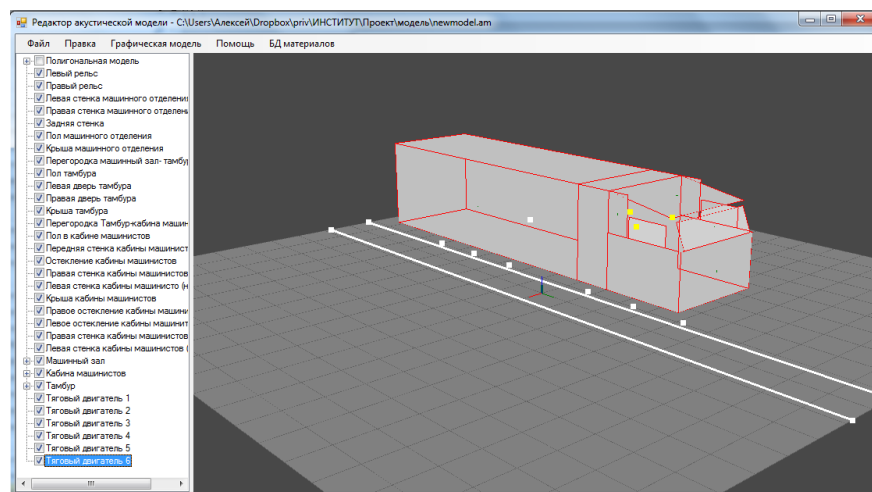 Редактор акустической модели - C:\Users\Алексей\Dropbox\priv\ИНСТИТУТ\Проект\модель\newmodel.am
Файл Правка Графическая модель Помощь БД материалов
Полигональная модель
Левый рельс
Правый рельс
Левая стенка машинного отделени
Правая стенка машинного отделен
Задняя стенка
Пол машинного отделения
Крыша машинного отделения
Перегородка машинный зал- тамбу
Пол тамбура
Левая дверь тамбура
Правая дверь тамбура
Крыша тамбура
Перегородка Тамбур-кабина машин
Пол в кабине машинистов
Передняя стенка кабины машинист
Остекление кабины машинистов
Правая стенка кабины машинистов
Левая стенка кабины машинисто (н
Крыша кабины машинистов
Правое остекление кабины машини
Левое остекление кабины машинит
Правая стенка кабины машинистов
Левая стенка кабины машинистов (
Машинный зал
Кабина машинистов
Тамбур
Тяговый двигатель 1
Тяговый двигатель 2
Тяговый двигатель 3
Тяговый двигатель 4
Тяговый двигатель 5
Тяговый двигатель 6